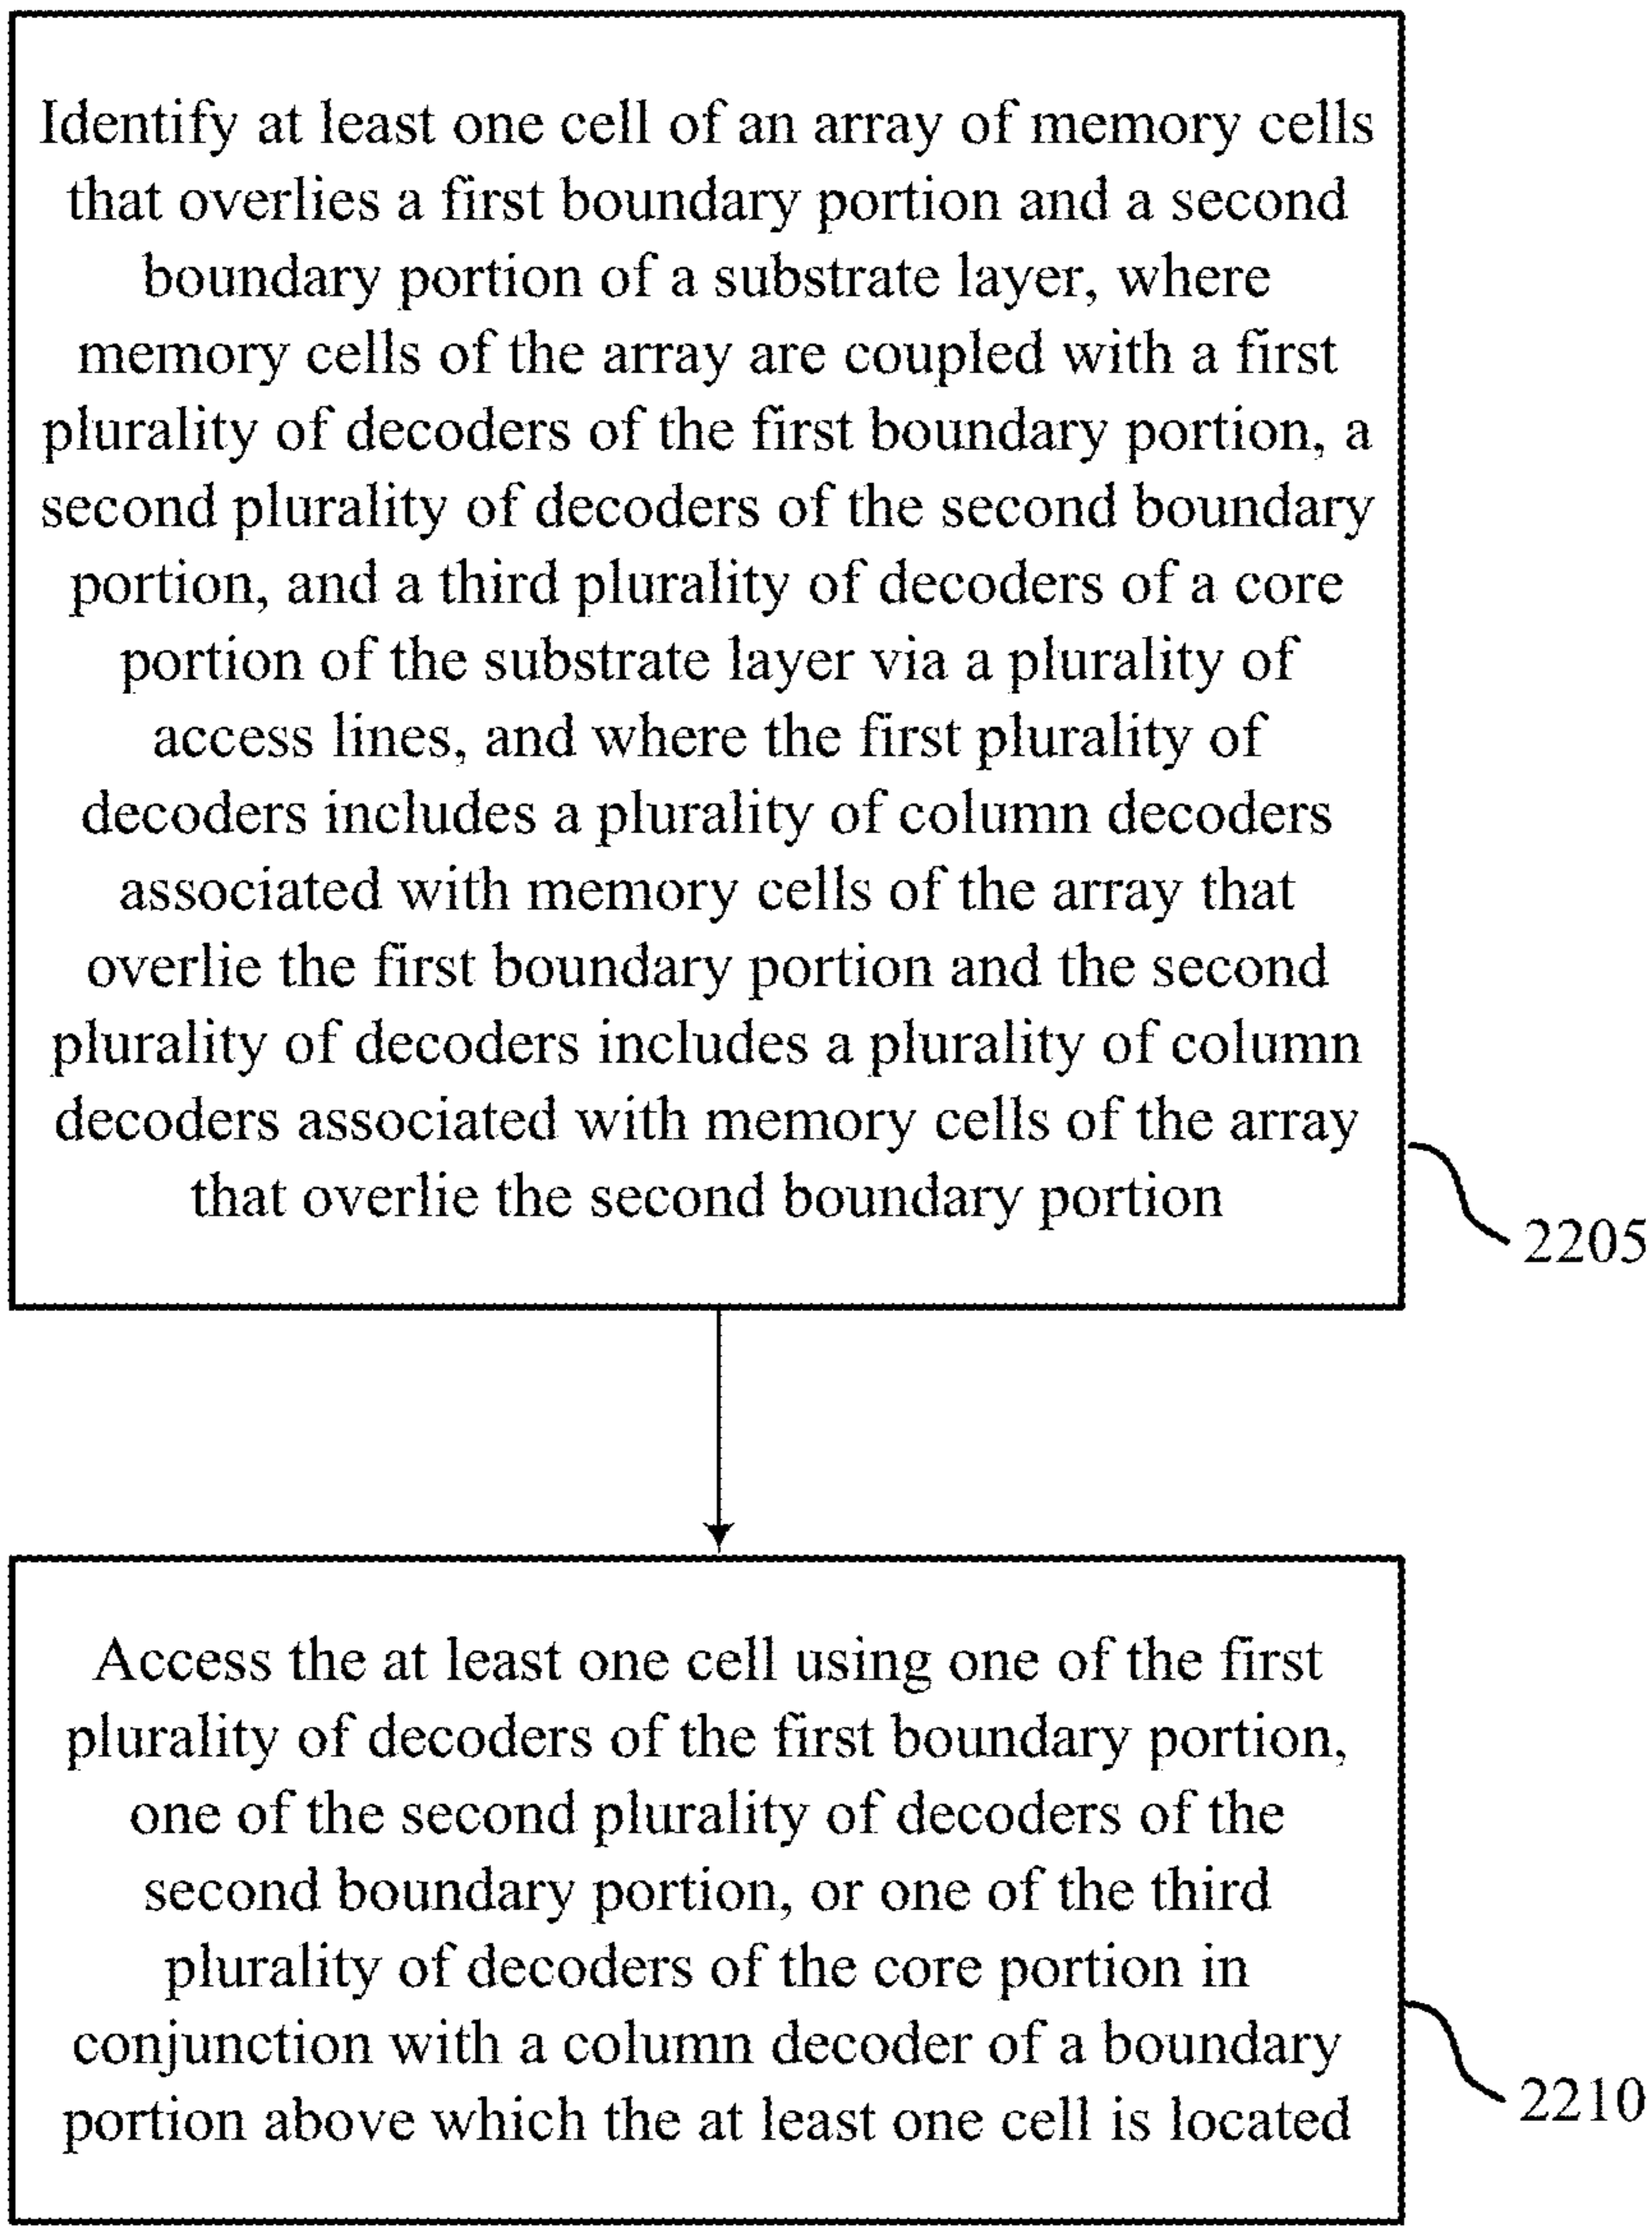 Identify at least one cell of an array of memory cells
that overlies a first boundary portion and a second
boundary portion of a substrate layer, where
memory cells of the array are coupled with a first
plurality of decoders of the first boundary portion, a
second plurality of decoders of the second boundary
portion, and a third plurality of decoders of a core
portion of the substrate layer via a plurality of
access lines, and where the first plurality of
decoders includes a plurality of column decoders
associated with memory cells of the array that
overlie the first boundary portion and the second
plurality of decoders includes a plurality of column
decoders associated with memory cells of the array
that overlie the second boundary portion
2205
Access the at least one cell using one of the first
plurality of decoders of the first boundary portion,
one of the second plurality of decoders of the
second boundary portion, or one of the third
plurality of decoders of the core portion in
conjunction with a column decoder of a boundary
portion above which the at least one cell is located
2210